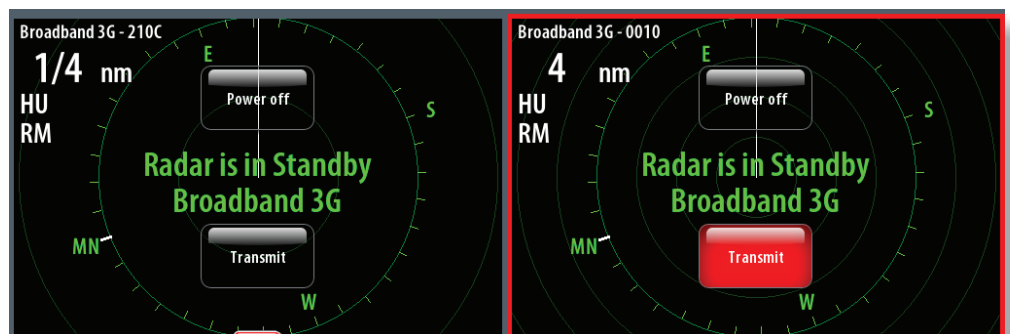 Broadband 3G - 210C
1/4 nm
HU
RM
E
Power off
S
Radar is in Standby
Broadband 3G
MN
Transmit
W
Broadband 3G - 0010
4 nm
HU
RM
E
Power off
S
Radar is in Standby
Broadband 3G
MN
Transmit
W